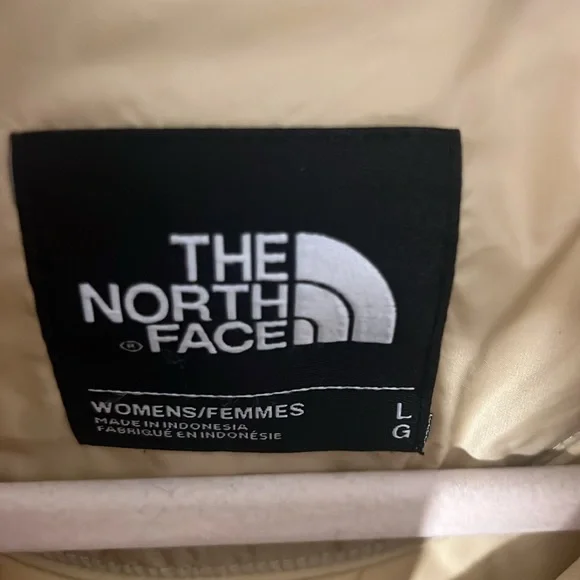 THE
NORTH
® FACE
WOMENS/FEMMES L
MADE IN INDONESIA G
FABRIQUÉ EN INDONÉSIE